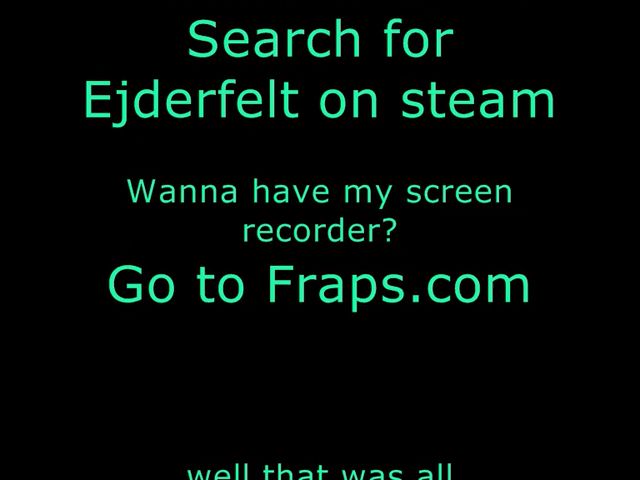 Search for
Ejderfelt on steam
Wanna have my screen
recorder?
Go to Fraps.com
well that was all